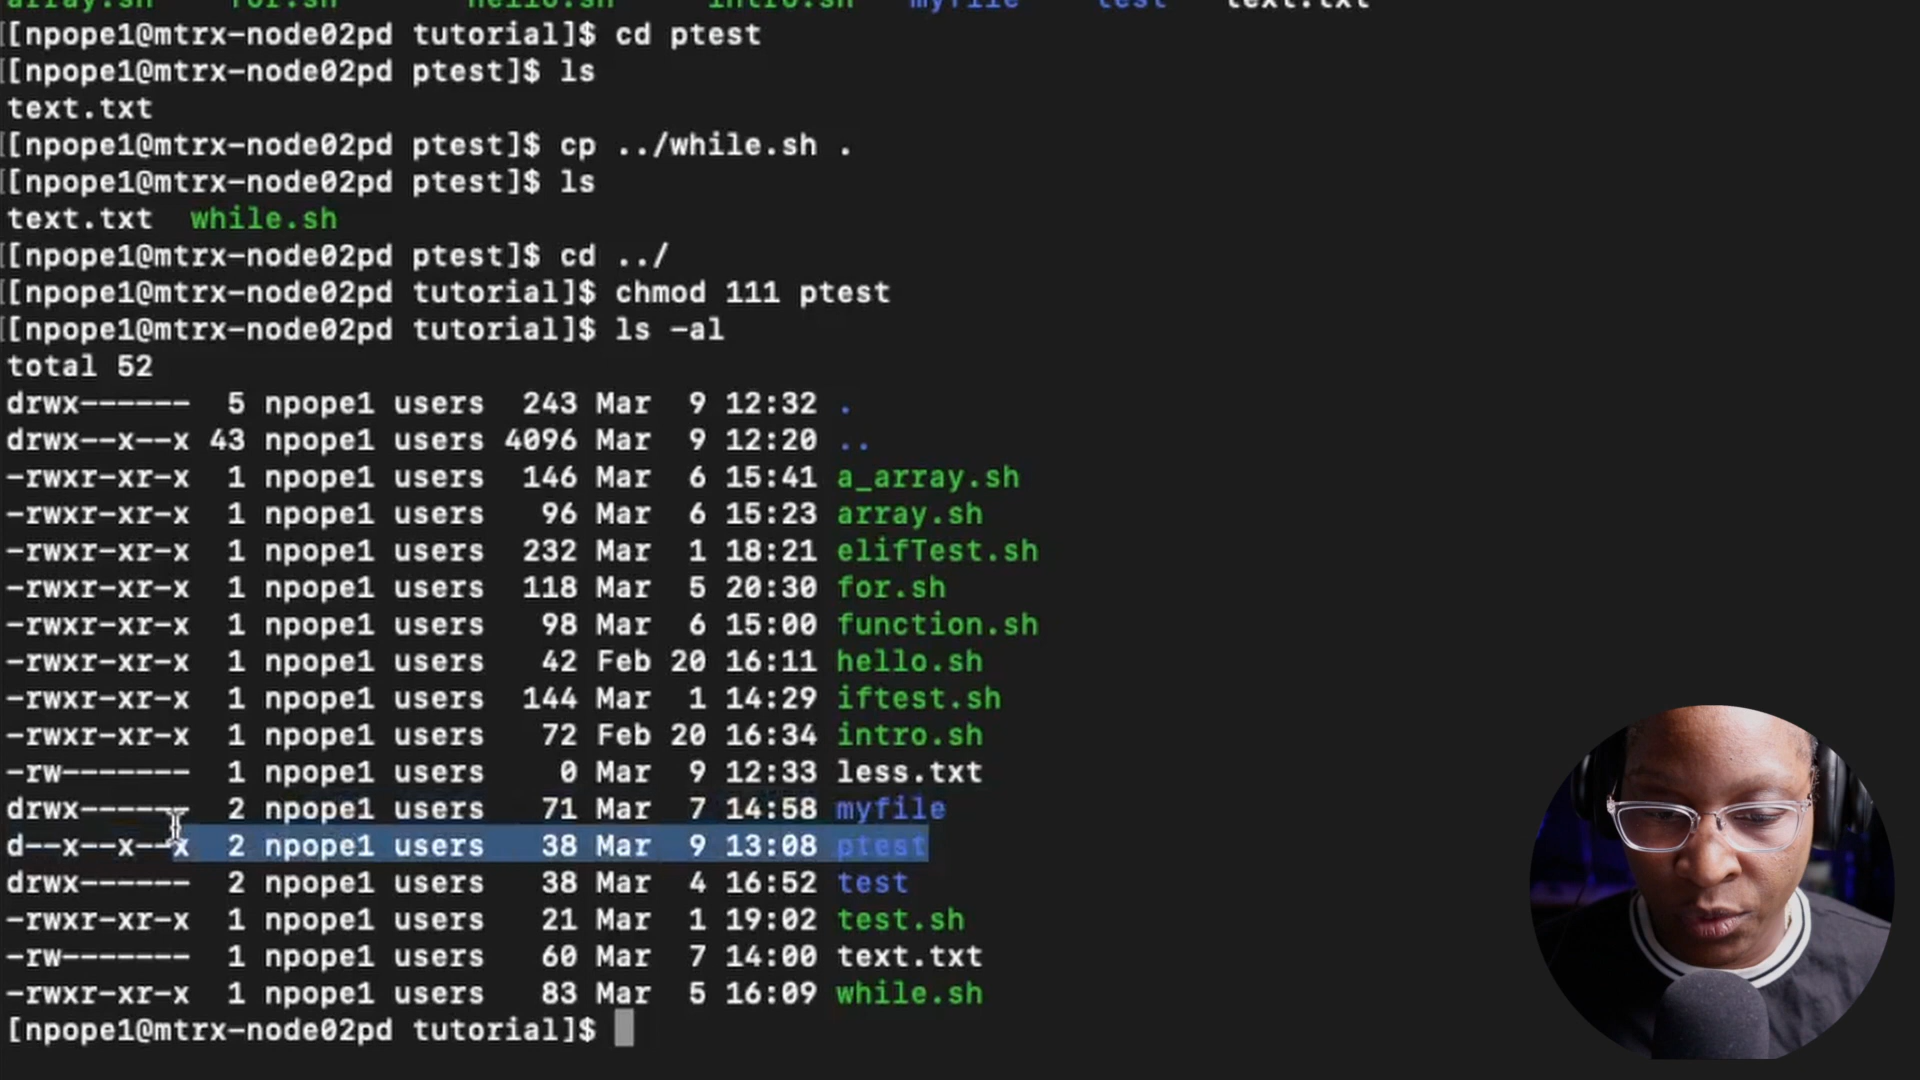 array.sh for.sh hello.sh intro.sh myfile test text.txt
[[npope1@mtrx-node02pd tutorial]$ cd ptest
[[npope1@mtrx-node02pd ptest]$ ls
text.txt
[[npope1@mtrx-node02pd ptest]$ cp ../while.sh .
[[npope1@mtrx-node02pd ptest]$ ls
text.txt while.sh
[[npope1@mtrx-node02pd ptest]$ cd ../
[[npope1@mtrx-node02pd tutorial]$ chmod 111 ptest
[[npope1@mtrx-node02pd tutorial]$ ls -al
total 52
drwx------ 5 npope1 users 243 Mar 9 12:32 .
drwx--x--x 43 npope1 users 4096 Mar 9 12:20 ..
-rwxr-xr-x 1 npope1 users 146 Mar 6 15:41 a_array.sh
-rwxr-xr-x 1 npope1 users 96 Mar 6 15:23 array.sh
-rwxr-xr-x 1 npope1 users 232 Mar 1 18:21 elifTest.sh
-rwxr-xr-x 1 npope1 users 118 Mar 5 20:30 for.sh
-rwxr-xr-x 1 npope1 users 98 Mar 6 15:00 function.sh
-rwxr-xr-x 1 npope1 users 42 Feb 20 16:11 hello.sh
-rwxr-xr-x 1 npope1 users 144 Mar 1 14:29 iftest.sh
-rwxr-xr-x 1 npope1 users 72 Feb 20 16:34 intro.sh
-rw------- 1 npope1 users 0 Mar 9 12:33 less.txt
drwx------ 2 npope1 users 71 Mar 7 14:58 myfile
d--x--x--x 2 npope1 users 38 Mar 9 13:08 ptest
drwx------ 2 npope1 users 38 Mar 4 16:52 test
-rwxr-xr-x 1 npope1 users 21 Mar 1 19:02 test.sh
-rw------- 1 npope1 users 60 Mar 7 14:00 text.txt
-rwxr-xr-x 1 npope1 users 83 Mar 5 16:09 while.sh
[npope1@mtrx-node02pd tutorial]$